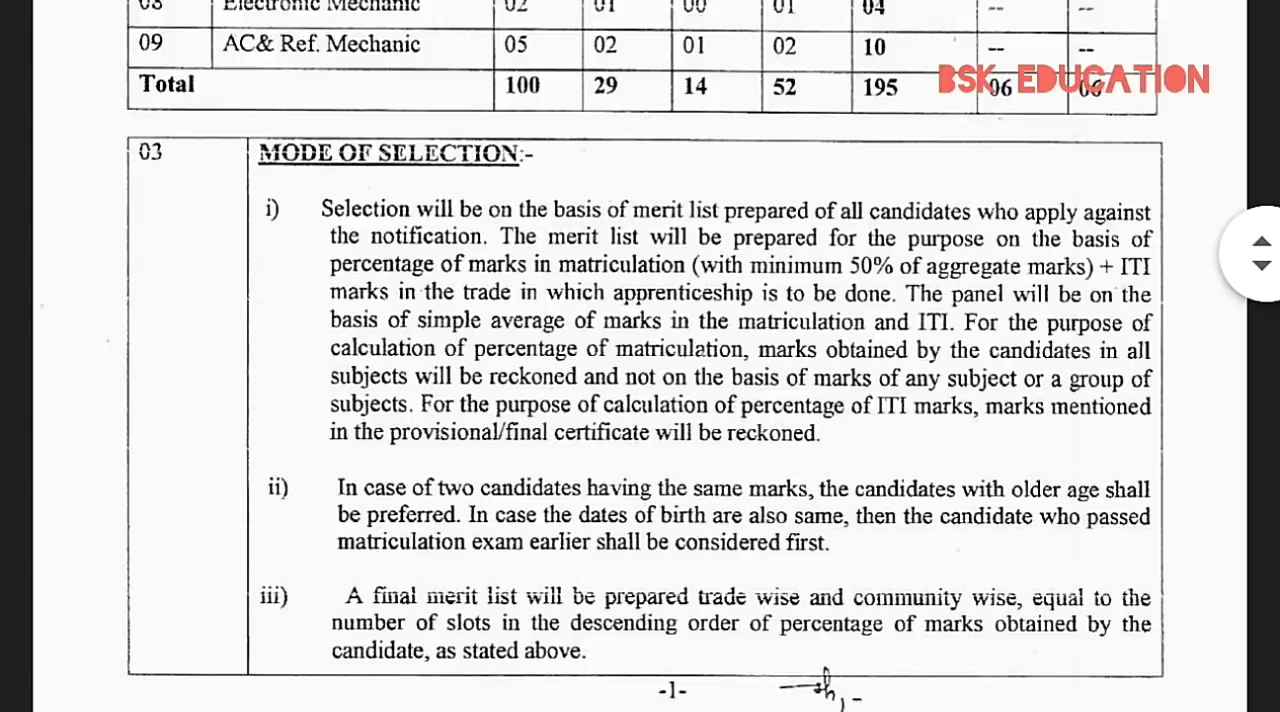 08 Electronic Mechanic 02 01 00 01 04 -- --
09 AC& Ref. Mechanic 05 02 01 02 10 -- --
Total 100 29 14 52 195 06 06
BSK EDUCATION
03 MODE OF SELECTION:-
i) Selection will be on the basis of merit list prepared of all candidates who apply against
the notification. The merit list will be prepared for the purpose on the basis of
percentage of marks in matriculation (with minimum 50% of aggregate marks) + ITI
marks in the trade in which apprenticeship is to be done. The panel will be on the
basis of simple average of marks in the matriculation and ITI. For the purpose of
calculation of percentage of matriculation, marks obtained by the candidates in all
subjects will be reckoned and not on the basis of marks of any subject or a group of
subjects. For the purpose of calculation of percentage of ITI marks, marks mentioned
in the provisional/final certificate will be reckoned.
ii) In case of two candidates having the same marks, the candidates with older age shall
be preferred. In case the dates of birth are also same, then the candidate who passed
matriculation exam earlier shall be considered first.
iii) A final merit list will be prepared trade wise and community wise, equal to the
number of slots in the descending order of percentage of marks obtained by the
candidate, as stated above.
-1-